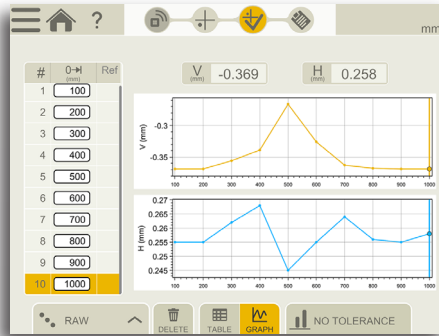 ?
mm
# 0 (mm) Ref
V (mm) -0.369
H (mm) 0.258
1 100
2 200
3 300
4 400
5 500
6 600
7 700
8 800
9 900
10 1000
V (mm)
-0.3
-0.35
100 200 300 400 500 600 700 800 900 1000
H (mm)
0.27
0.265
0.26
0.255
0.25
0.245
100 200 300 400 500 600 700 800 900 1000
RAW
DELETE
TABLE
GRAPH
NO TOLERANCE